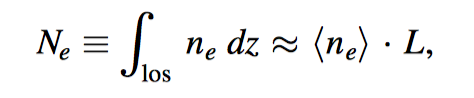 N_e ≡ ∫_los n_e dz ≈ ⟨n_e⟩ · L,